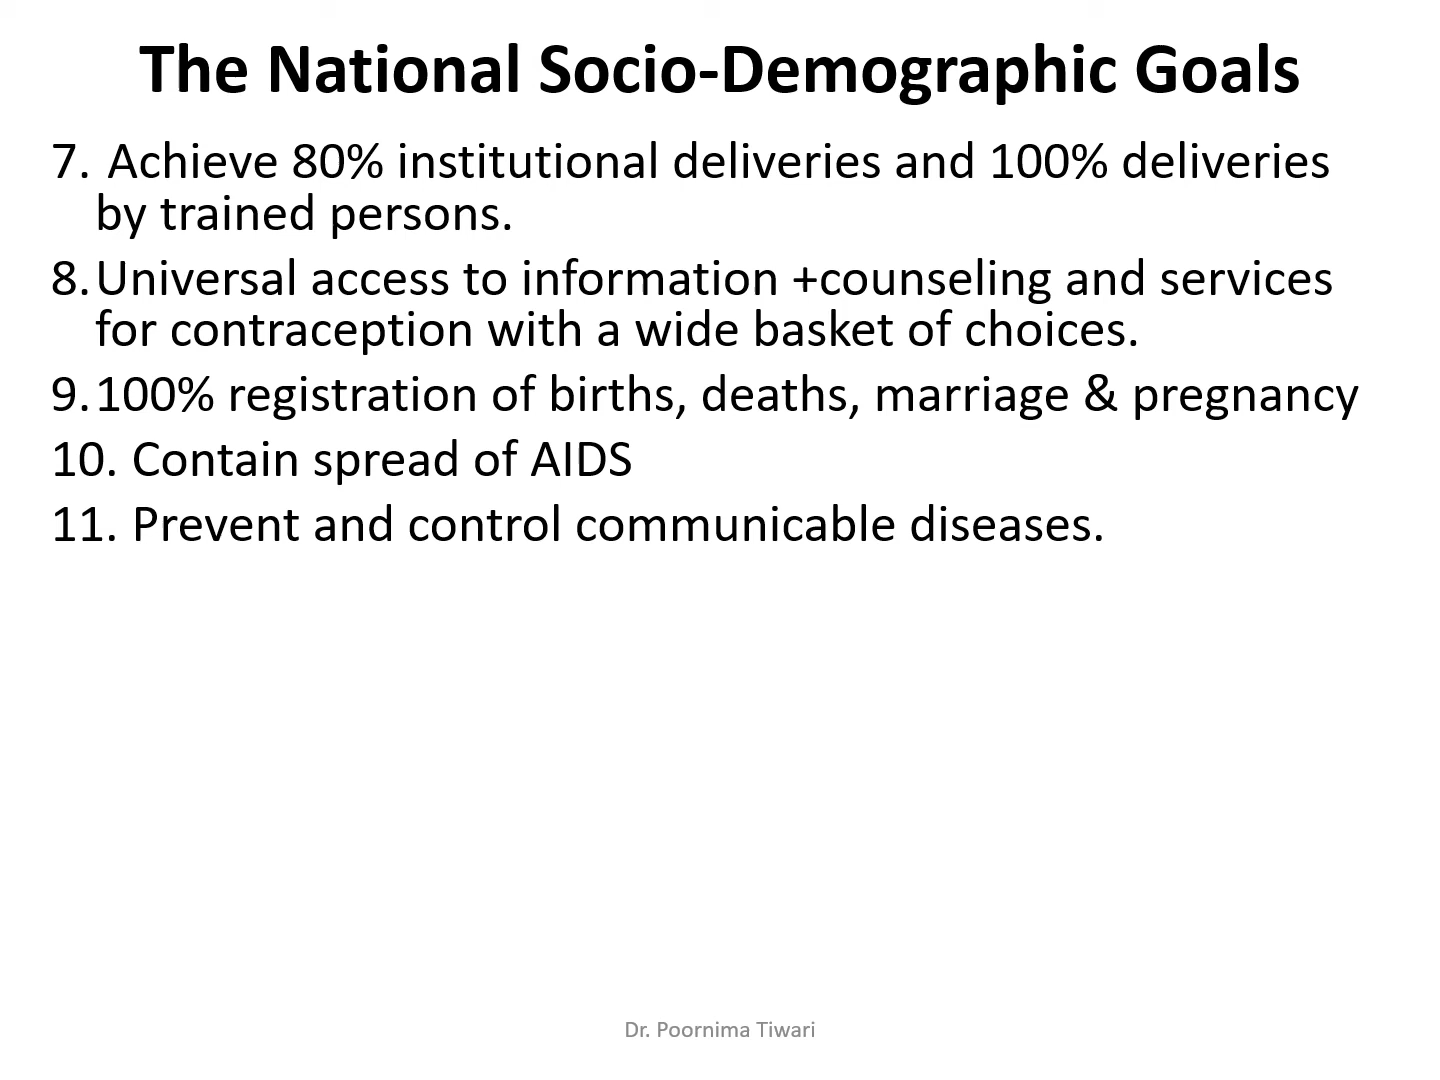 The National Socio-Demographic Goals
7. Achieve 80% institutional deliveries and 100% deliveries
by trained persons.
8. Universal access to information +counseling and services
for contraception with a wide basket of choices.
9. 100% registration of births, deaths, marriage & pregnancy
10. Contain spread of AIDS
11. Prevent and control communicable diseases.
Dr. Poornima Tiwari